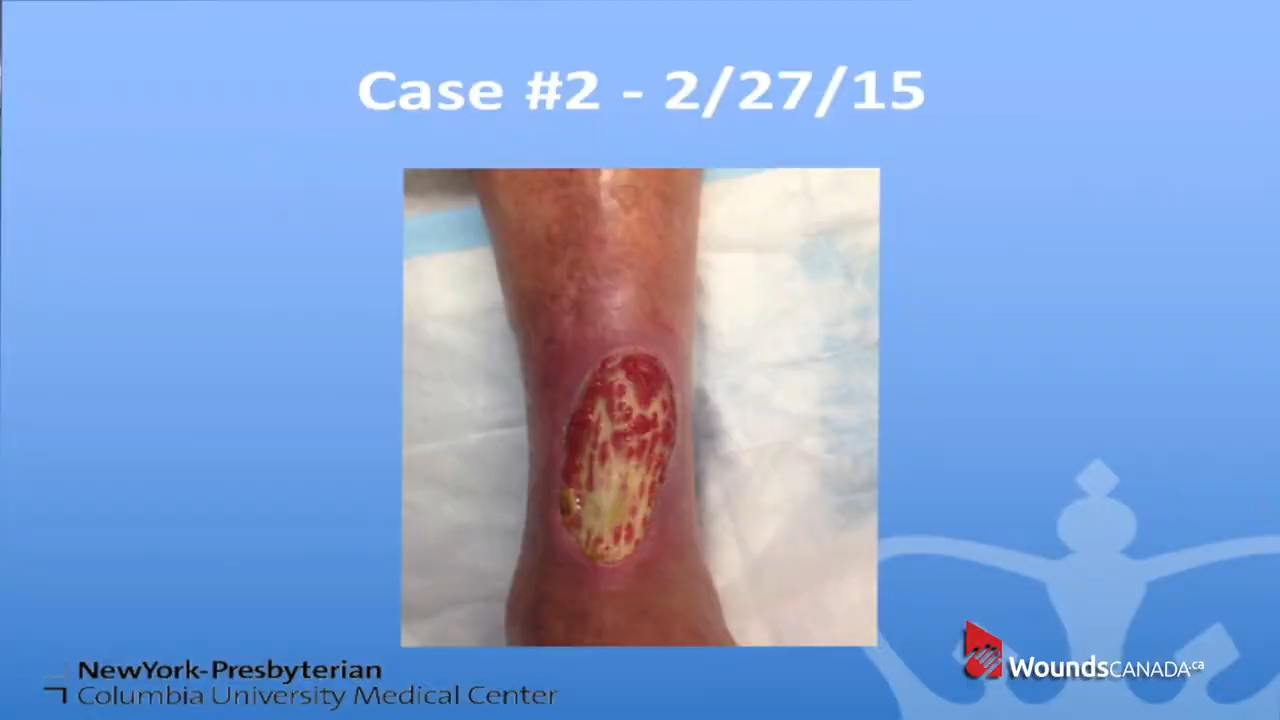 Case #2 - 2/27/15
NewYork-Presbyterian
Columbia University Medical Center
WoundsCANADA.ca